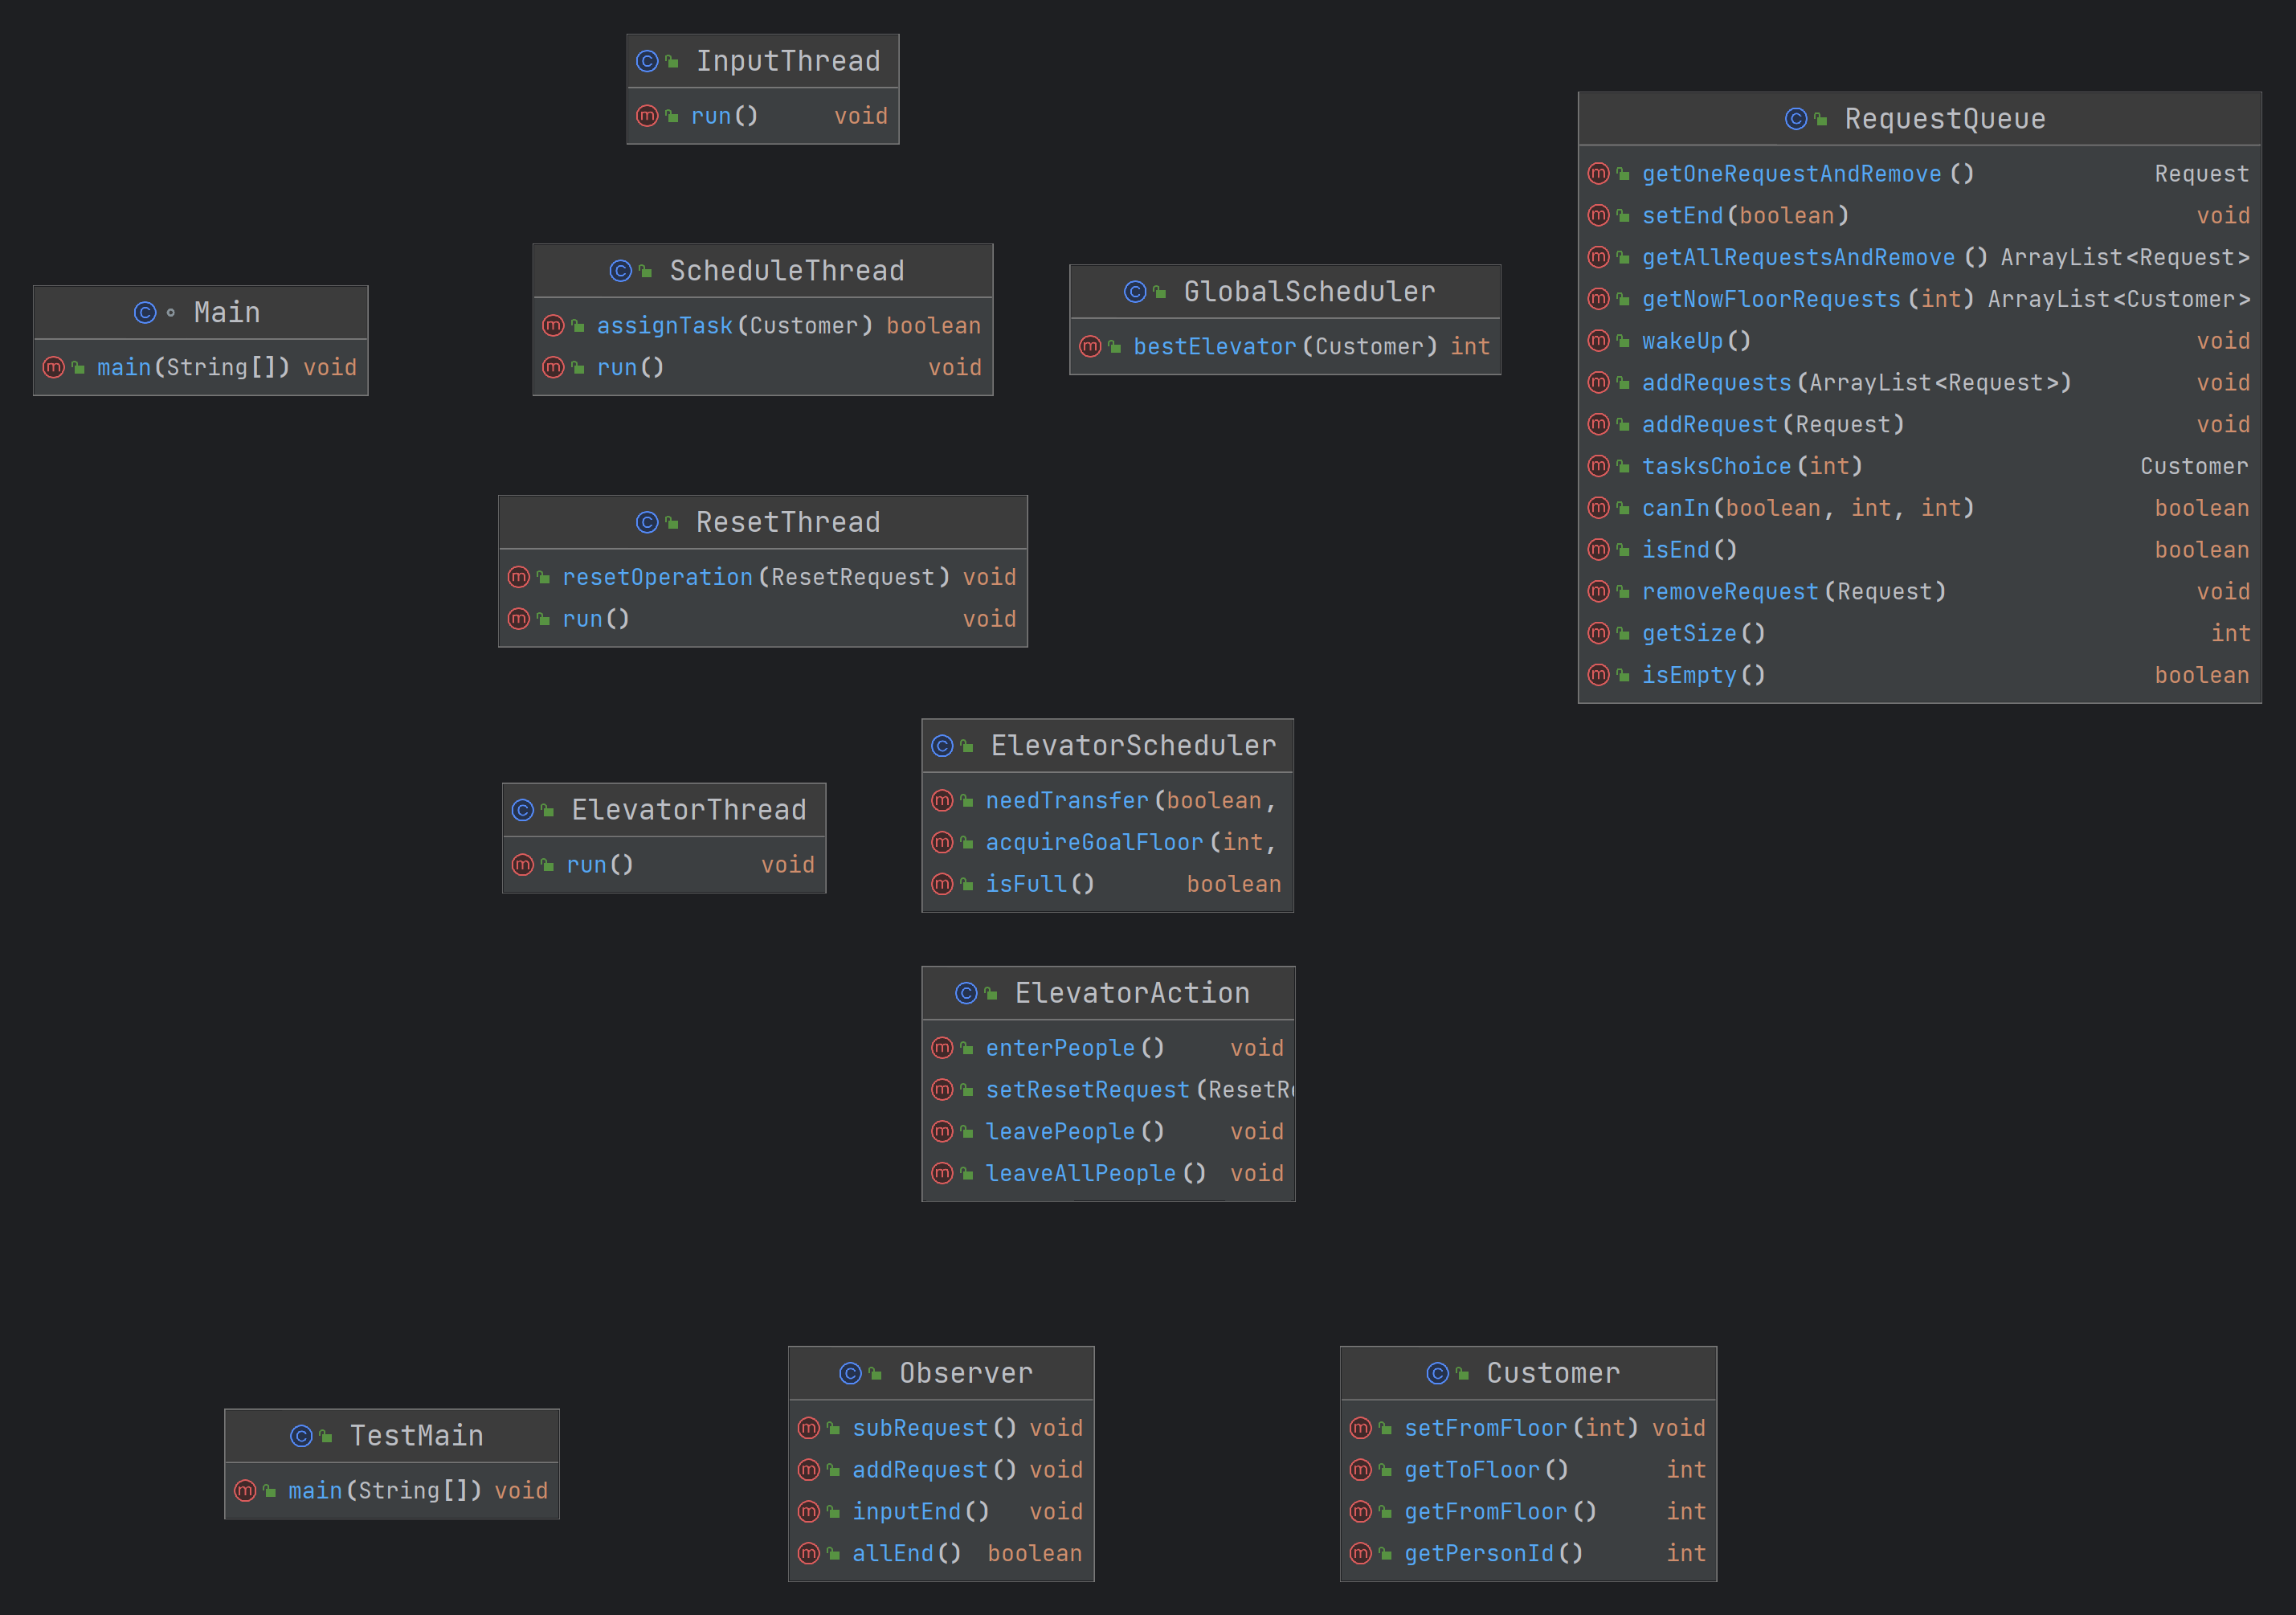 InputThread
run() void
RequestQueue
getOneRequestAndRemove() Request
setEnd(boolean) void
getAllRequestsAndRemove() ArrayList<Request>
getNowFloorRequests(int) ArrayList<Customer>
wakeUp() void
addRequests(ArrayList<Request>) void
addRequest(Request) void
tasksChoice(int) Customer
canIn(boolean, int, int) boolean
isEnd() boolean
removeRequest(Request) void
getSize() int
isEmpty() boolean
ScheduleThread
assignTask(Customer) boolean
run() void
GlobalScheduler
bestElevator(Customer) int
Main
main(String[]) void
ResetThread
resetOperation(ResetRequest) void
run() void
ElevatorScheduler
needTransfer(boolean,
acquireGoalFloor(int,
isFull() boolean
ElevatorThread
run() void
ElevatorAction
enterPeople() void
setResetRequest(ResetR
leavePeople() void
leaveAllPeople() void
Observer
subRequest() void
addRequest() void
inputEnd() void
allEnd() boolean
Customer
setFromFloor(int) void
getToFloor() int
getFromFloor() int
getPersonId() int
TestMain
main(String[]) void